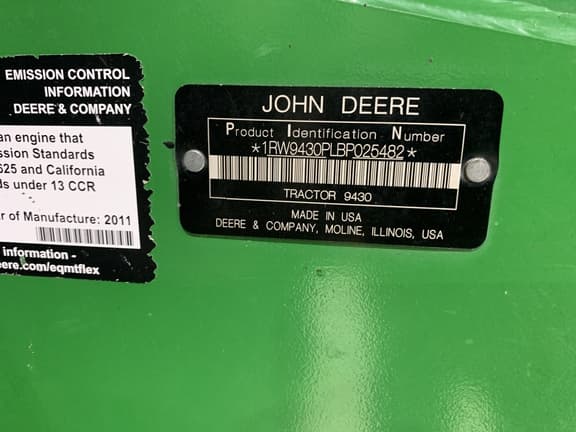 EMISSION CONTROL
INFORMATION
DEERE & COMPANY
an engine that
ssion Standards
625 and California
ds under 13 CCR
r of Manufacture: 2011
information -
ere.com/eqmtflex
JOHN DEERE
Product Identification Number
*1RW9430PLBP025482*
TRACTOR 9430
MADE IN USA
DEERE & COMPANY, MOLINE, ILLINOIS, USA